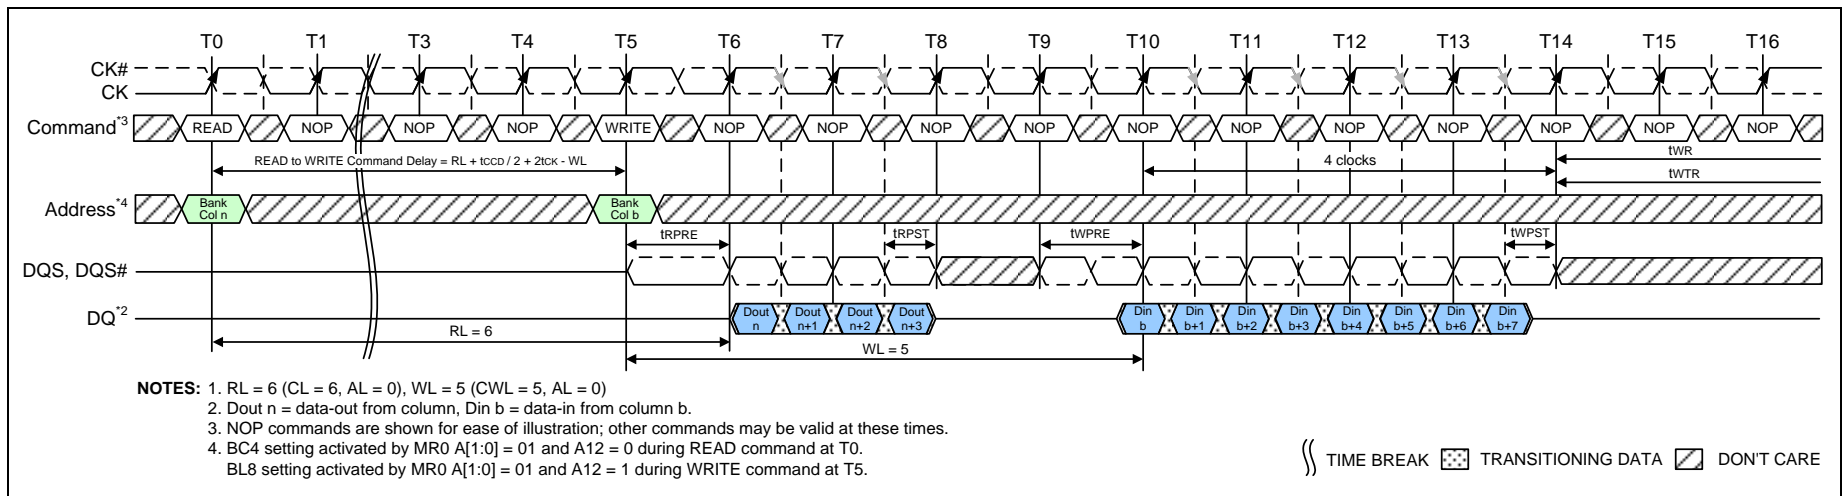 T0 T1 T3 T4 T5 T6 T7 T8 T9 T10 T11 T12 T13 T14 T15 T16
CK#
CK
Command*3 READ NOP NOP NOP WRITE NOP NOP NOP NOP NOP NOP NOP NOP NOP NOP NOP
READ to WRITE Command Delay = RL + tCCD / 2 + 2tCK - WL 4 clocks tWR
tWTR
Address*4 Bank Col n Bank Col b
tRPRE tRPST tWPRE tWPST
DQS, DQS#
DQ*2 Dout n Dout n+1 Dout n+2 Dout n+3 Din b Din b+1 Din b+2 Din b+3 Din b+4 Din b+5 Din b+6 Din b+7
RL = 6
WL = 5
NOTES: 1. RL = 6 (CL = 6, AL = 0), WL = 5 (CWL = 5, AL = 0)
2. Dout n = data-out from column, Din b = data-in from column b.
3. NOP commands are shown for ease of illustration; other commands may be valid at these times.
4. BC4 setting activated by MR0 A[1:0] = 01 and A12 = 0 during READ command at T0.
BL8 setting activated by MR0 A[1:0] = 01 and A12 = 1 during WRITE command at T5.
TIME BREAK TRANSITIONING DATA DON'T CARE